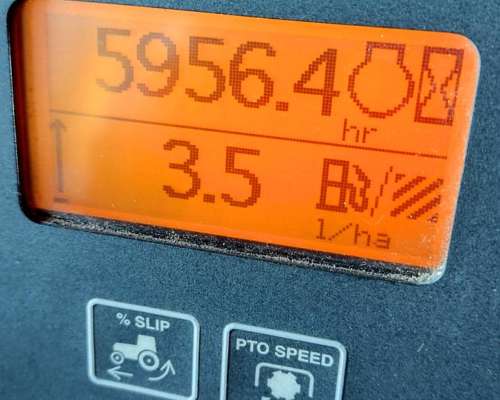 5956.4
hr
3.5
l/ha
% SLIP
PTO SPEED